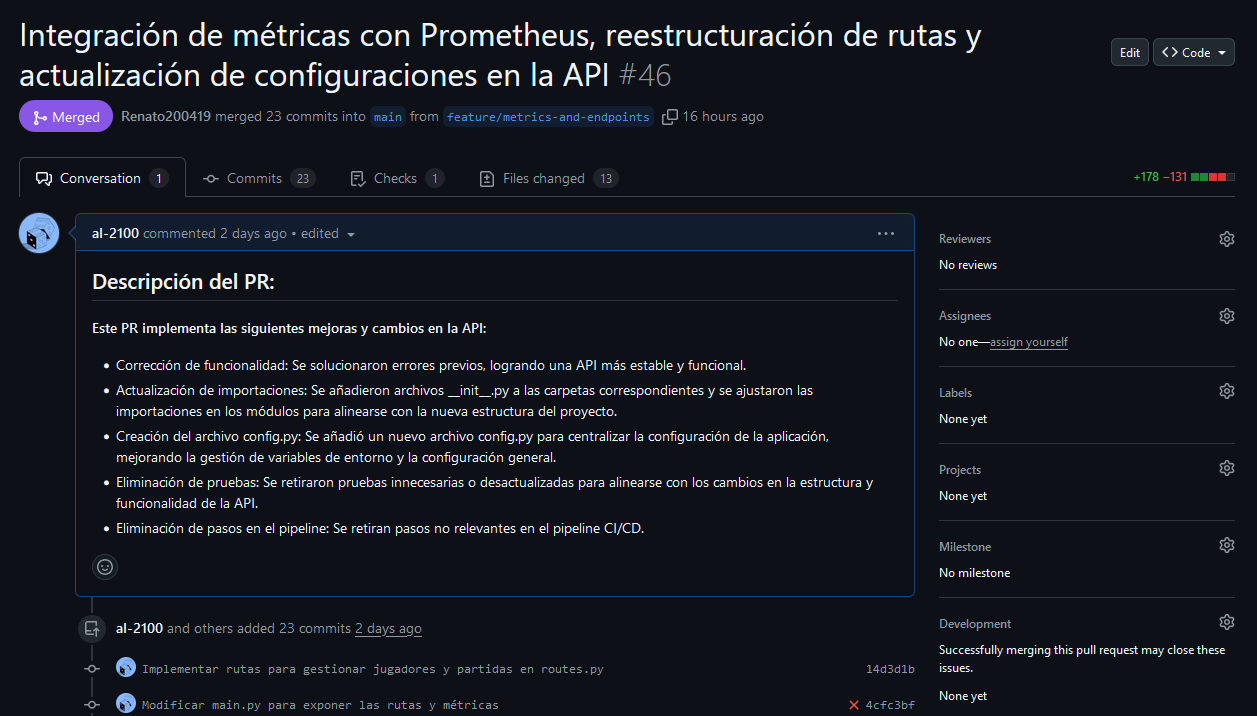 Integración de métricas con Prometheus, reestructuración de rutas y
actualización de configuraciones en la API #46
Edit
Code
Merged
Renato200419 merged 23 commits into main from feature/metrics-and-endpoints 16 hours ago
Conversation 1
Commits 23
Checks 1
Files changed 13
+178 −131
al-2100 commented 2 days ago • edited
Descripción del PR:
Este PR implementa las siguientes mejoras y cambios en la API:
• Corrección de funcionalidad: Se solucionaron errores previos, logrando una API más estable y funcional.
• Actualización de importaciones: Se añadieron archivos __init__.py a las carpetas correspondientes y se ajustaron las
importaciones en los módulos para alinearse con la nueva estructura del proyecto.
• Creación del archivo config.py: Se añadió un nuevo archivo config.py para centralizar la configuración de la aplicación,
mejorando la gestión de variables de entorno y la configuración general.
• Eliminación de pruebas: Se retiraron pruebas innecesarias o desactualizadas para alinearse con los cambios en la estructura y
funcionalidad de la API.
• Eliminación de pasos en el pipeline: Se retiran pasos no relevantes en el pipeline CI/CD.
al-2100 and others added 23 commits 2 days ago
Implementar rutas para gestionar jugadores y partidas en routes.py 14d3d1b
Modificar main.py para exponer las rutas y métricas 4cfc3bf
Reviewers
No reviews
Assignees
No one—assign yourself
Labels
None yet
Projects
None yet
Milestone
No milestone
Development
Successfully merging this pull request may close these
issues.
None yet